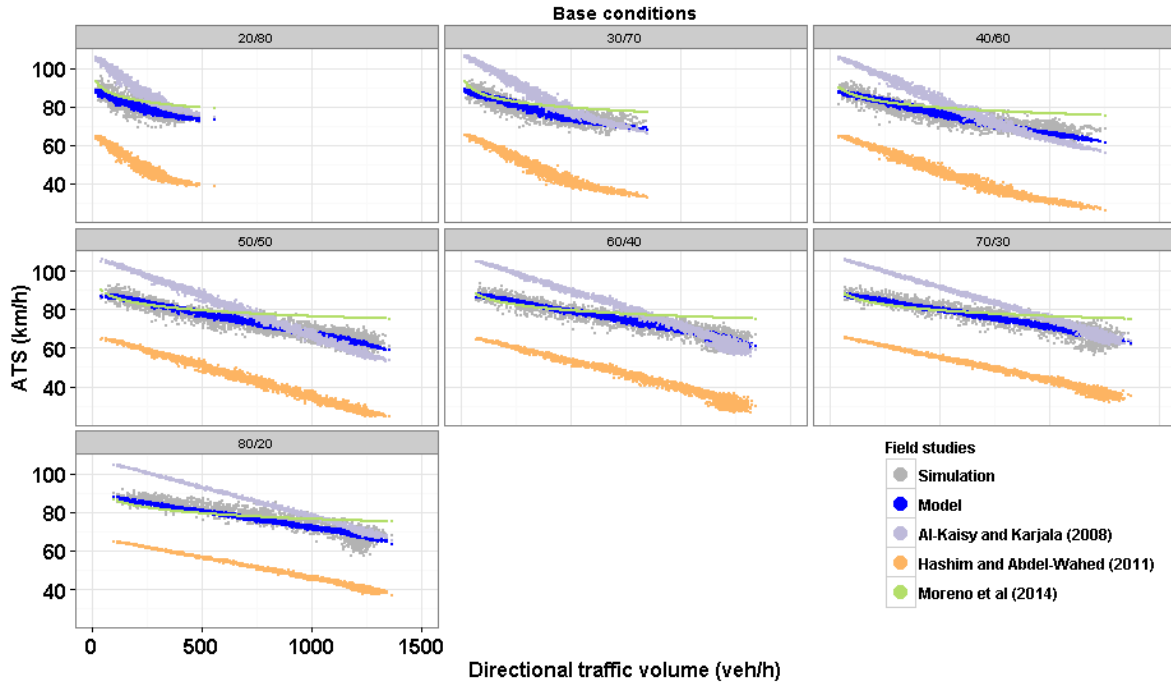 Base conditions
20/80
30/70
40/60
100
80
60
40
50/50
60/40
70/30
100
80
60
40
ATS (km/h)
80/20
100
80
60
40
0
500
1000
1500
Directional traffic volume (veh/h)
Field studies
Simulation
Model
Al-Kaisy and Karjala (2008)
Hashim and Abdel-Wahed (2011)
Moreno et al (2014)